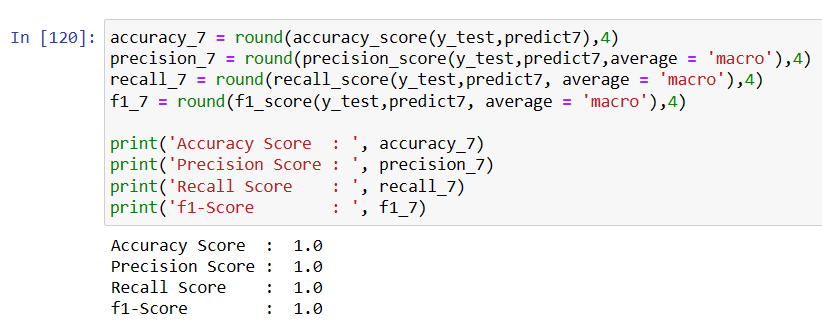 In [120]: accuracy_7 = round(accuracy_score(y_test,predict7),4)
precision_7 = round(precision_score(y_test,predict7,average = 'macro'),4)
recall_7 = round(recall_score(y_test,predict7, average = 'macro'),4)
f1_7 = round(f1_score(y_test,predict7, average = 'macro'),4)
print('Accuracy Score  : ', accuracy_7)
print('Precision Score : ', precision_7)
print('Recall Score    : ', recall_7)
print('f1-Score        : ', f1_7)
Accuracy Score  :  1.0
Precision Score :  1.0
Recall Score    :  1.0
f1-Score        :  1.0